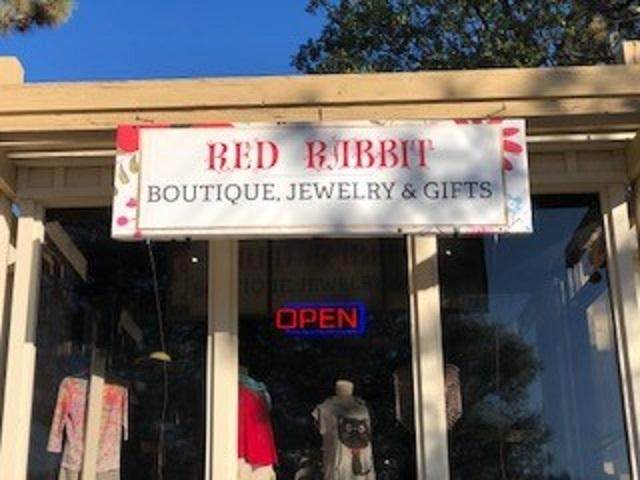 RED RABBIT
BOUTIQUE, JEWELRY & GIFTS
OPEN